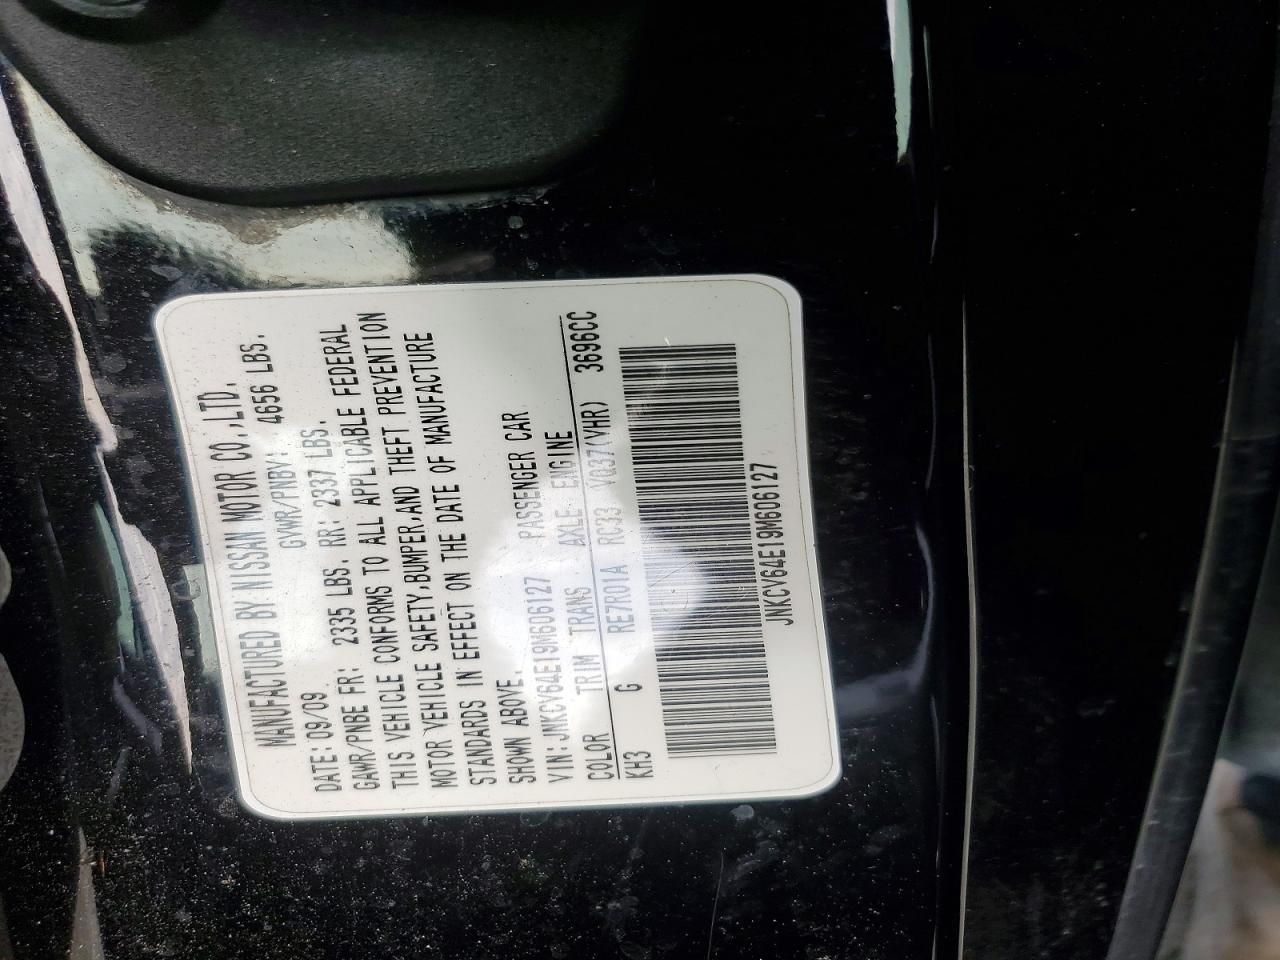 MANUFACTURED BY NISSAN MOTOR CO.,LTD.
DATE: 09/09 GVWR/PNBV: 4656 LBS.
GAWR/PNBE FR: 2335 LBS. RR: 2337 LBS.
THIS VEHICLE CONFORMS TO ALL APPLICABLE FEDERAL
MOTOR VEHICLE SAFETY,BUMPER,AND THEFT PREVENTION
STANDARDS IN EFFECT ON THE DATE OF MANUFACTURE
SHOWN ABOVE.
VIN:JNKCV64E19M606127 PASSENGER CAR
COLOR TRIM TRANS AXLE ENGINE
KH3 G RE7R01A RC33 VQ37(VHR) 3696CC
JNKCV64E19M606127